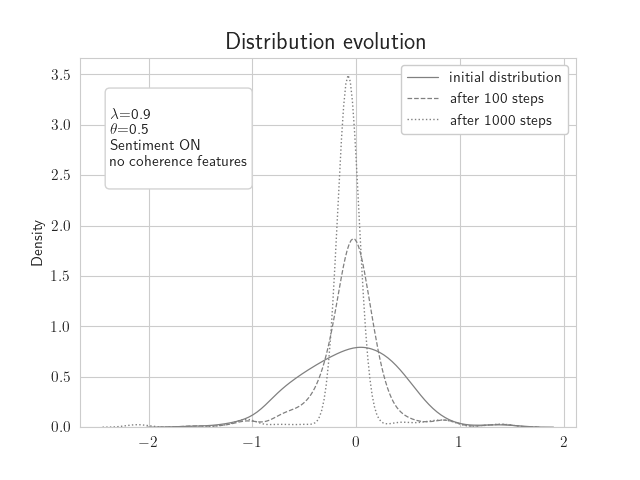 Distribution evolution
3.5
3.0
2.5
2.0
1.5
1.0
0.5
0.0
Density
λ=0.9
θ=0.5
Sentiment ON
no coherence features
initial distribution
after 100 steps
after 1000 steps
−2
−1
0
1
2